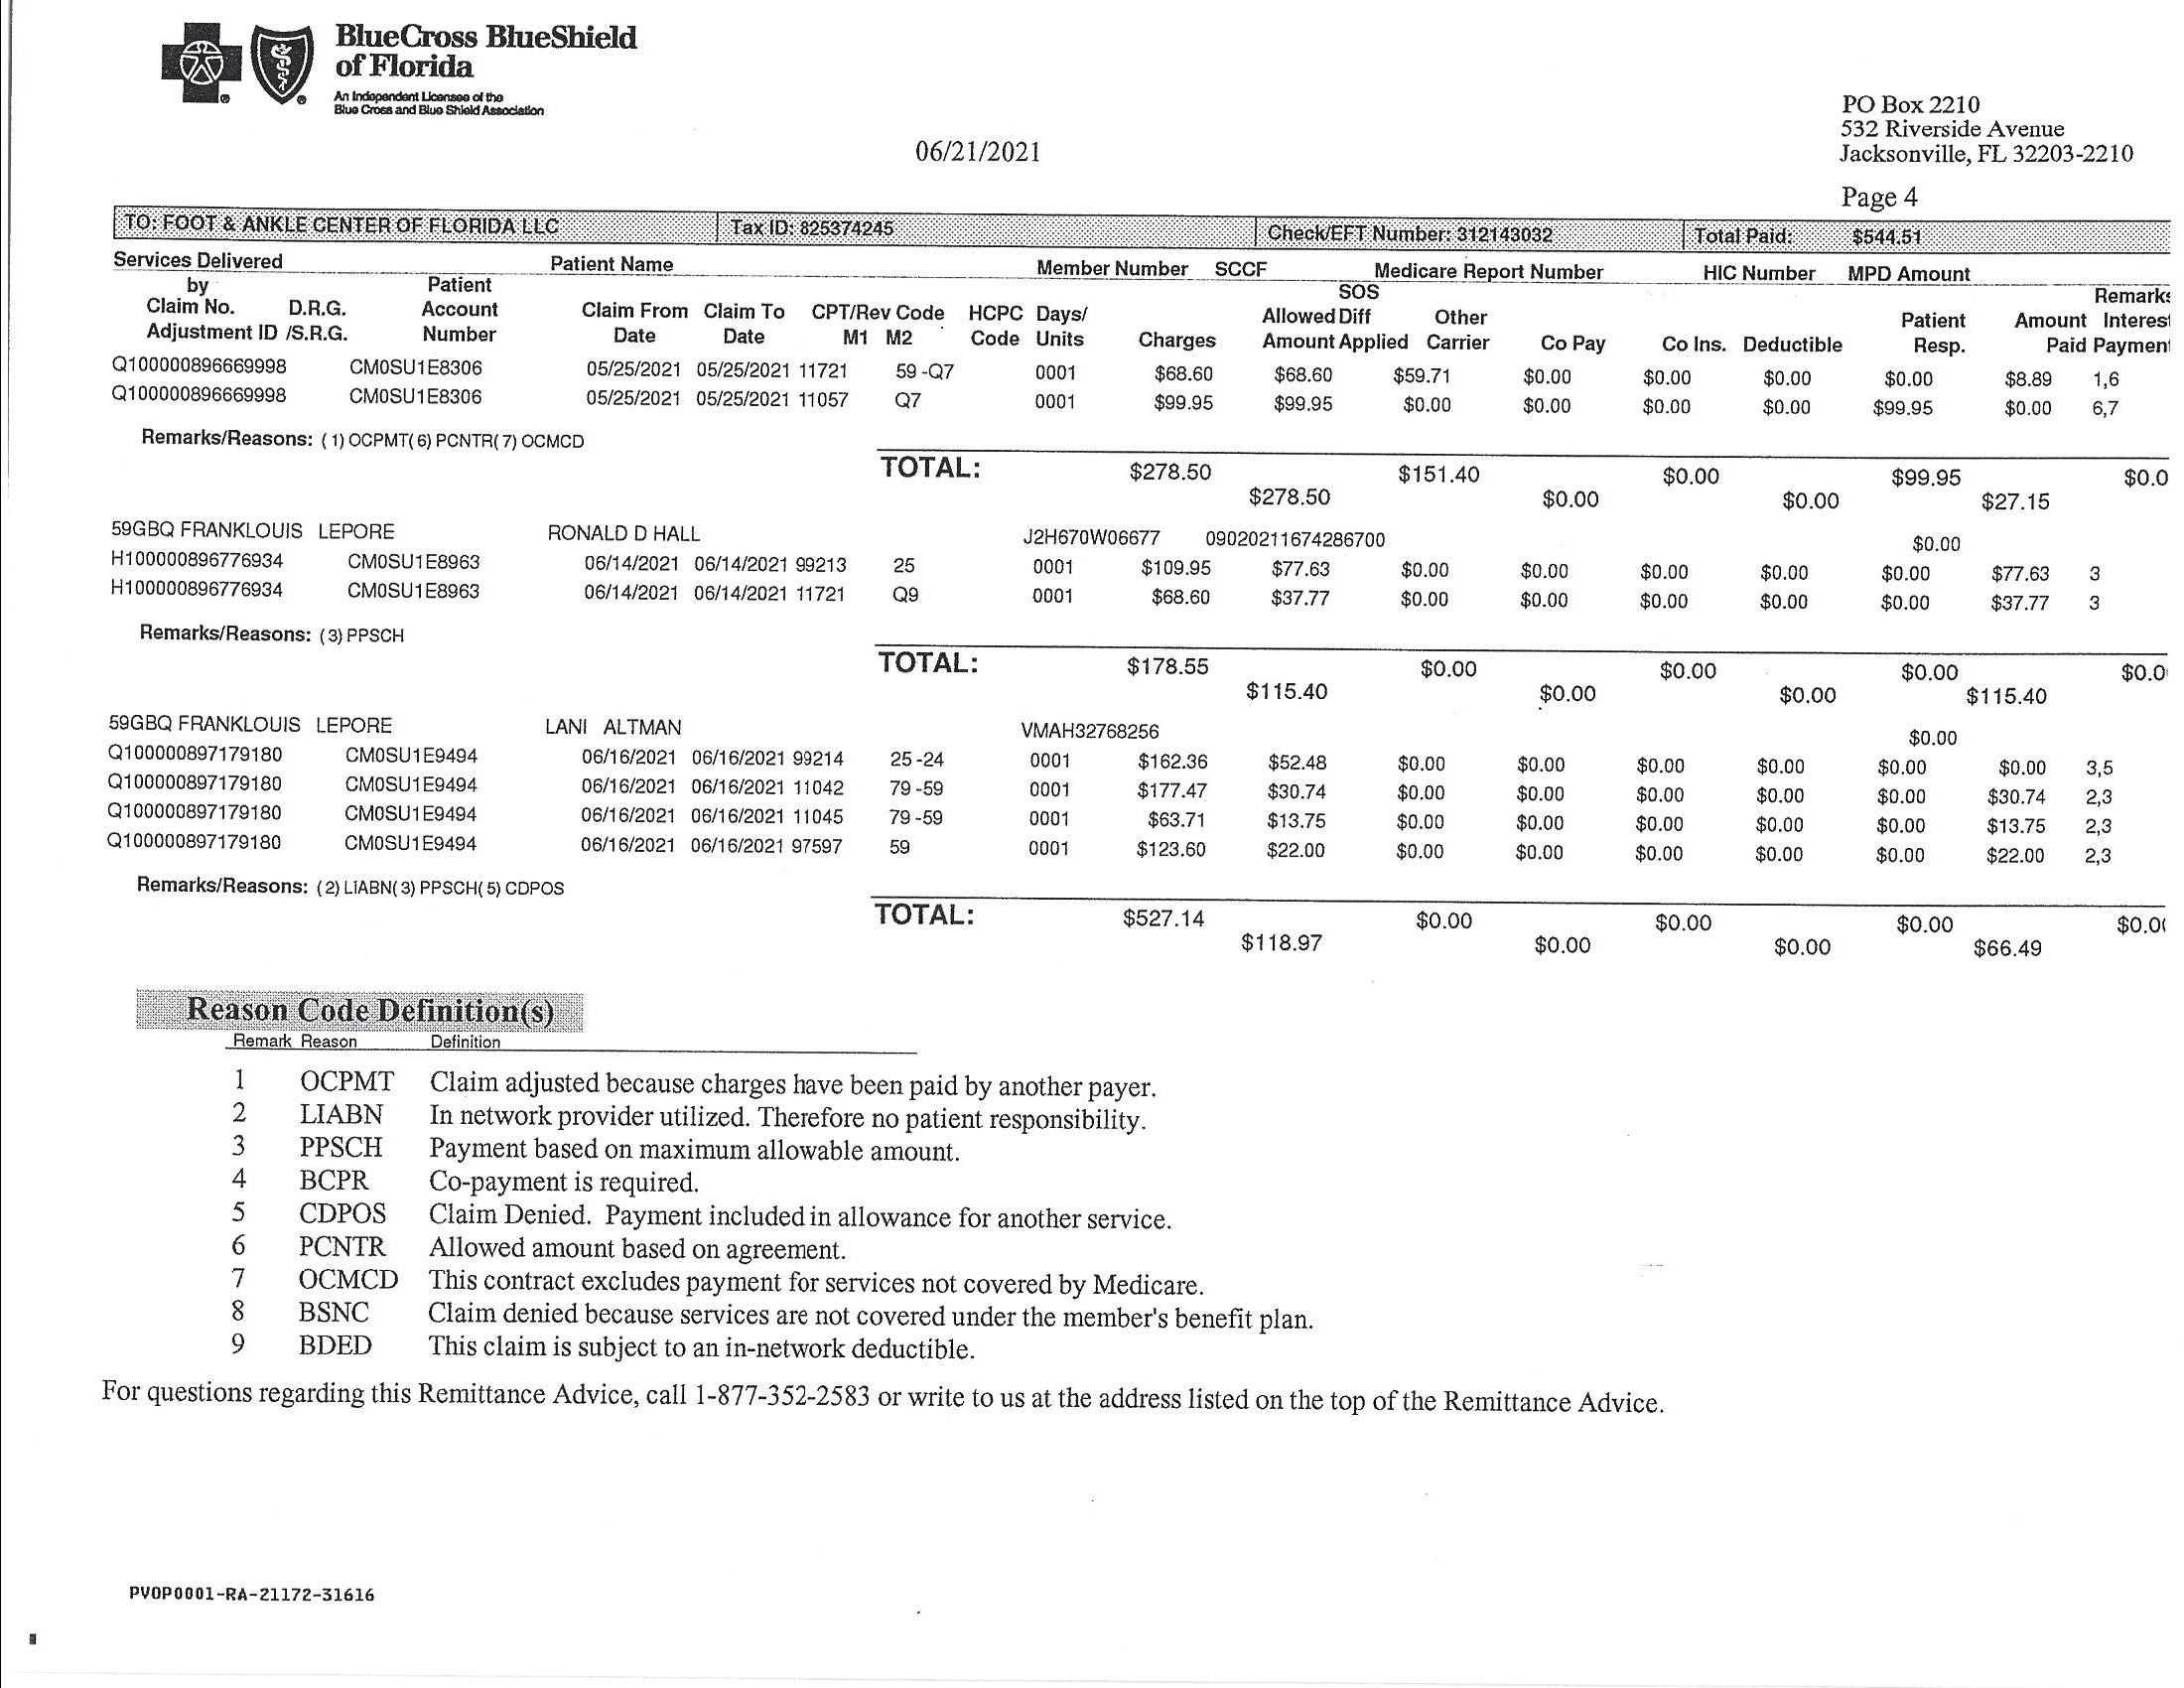 BlueCross BlueShield
of Florida
An Independent Licensee of the
Blue Cross and Blue Shield Association
06/21/2021
PO Box 2210
532 Riverside Avenue
Jacksonville, FL 32203-2210
Page 4
TO: FOOT & ANKLE CENTER OF FLORIDA LLC Tax ID: 825374245 Check/EFT Number: 312143032 Total Paid: $544.51
Services Delivered Patient Name Member Number SCCF Medicare Report Number HIC Number MPD Amount
by Patient SOS Remarks
Claim No. D.R.G. Account Claim From Claim To CPT/Rev Code HCPC Days/ Allowed Diff Other Patient Amount Interest
Adjustment ID /S.R.G. Number Date Date M1 M2 Code Units Charges Amount Applied Carrier Co Pay Co Ins. Deductible Resp. Paid Payment
Q100000896669998 CM0SU1E8306 05/25/2021 05/25/2021 11721 59 -Q7 0001 $68.60 $68.60 $59.71 $0.00 $0.00 $0.00 $0.00 $8.89 1,6
Q100000896669998 CM0SU1E8306 05/25/2021 05/25/2021 11057 Q7 0001 $99.95 $99.95 $0.00 $0.00 $0.00 $0.00 $99.95 $0.00 6,7
Remarks/Reasons: ( 1) OCPMT( 6) PCNTR( 7) OCMCD
TOTAL: $278.50 $151.40 $0.00 $99.95 $0.0
$278.50 $0.00 $0.00 $27.15
59GBQ FRANKLOUIS LEPORE RONALD D HALL J2H670W06677 09020211674286700 $0.00
H100000896776934 CM0SU1E8963 06/14/2021 06/14/2021 99213 25 0001 $109.95 $77.63 $0.00 $0.00 $0.00 $0.00 $0.00 $77.63 3
H100000896776934 CM0SU1E8963 06/14/2021 06/14/2021 11721 Q9 0001 $68.60 $37.77 $0.00 $0.00 $0.00 $0.00 $0.00 $37.77 3
Remarks/Reasons: ( 3) PPSCH
TOTAL: $178.55 $0.00 $0.00 $0.00 $0.0
$115.40 $0.00 $0.00 $115.40
59GBQ FRANKLOUIS LEPORE LANI ALTMAN VMAH32768256 $0.00
Q100000897179180 CM0SU1E9494 06/16/2021 06/16/2021 99214 25 -24 0001 $162.36 $52.48 $0.00 $0.00 $0.00 $0.00 $0.00 $0.00 3,5
Q100000897179180 CM0SU1E9494 06/16/2021 06/16/2021 11042 79 -59 0001 $177.47 $30.74 $0.00 $0.00 $0.00 $0.00 $0.00 $30.74 2,3
Q100000897179180 CM0SU1E9494 06/16/2021 06/16/2021 11045 79 -59 0001 $63.71 $13.75 $0.00 $0.00 $0.00 $0.00 $0.00 $13.75 2,3
Q100000897179180 CM0SU1E9494 06/16/2021 06/16/2021 97597 59 0001 $123.60 $22.00 $0.00 $0.00 $0.00 $0.00 $0.00 $22.00 2,3
Remarks/Reasons: ( 2) LIABN( 3) PPSCH( 5) CDPOS
TOTAL: $527.14 $0.00 $0.00 $0.00 $0.00
$118.97 $0.00 $0.00 $66.49
Reason Code Definition(s)
Remark Reason Definition
1 OCPMT Claim adjusted because charges have been paid by another payer.
2 LIABN In network provider utilized. Therefore no patient responsibility.
3 PPSCH Payment based on maximum allowable amount.
4 BCPR Co-payment is required.
5 CDPOS Claim Denied. Payment included in allowance for another service.
6 PCNTR Allowed amount based on agreement.
7 OCMCD This contract excludes payment for services not covered by Medicare.
8 BSNC Claim denied because services are not covered under the member's benefit plan.
9 BDED This claim is subject to an in-network deductible.
For questions regarding this Remittance Advice, call 1-877-352-2583 or write to us at the address listed on the top of the Remittance Advice.
PV0P0001-RA-21172-31616